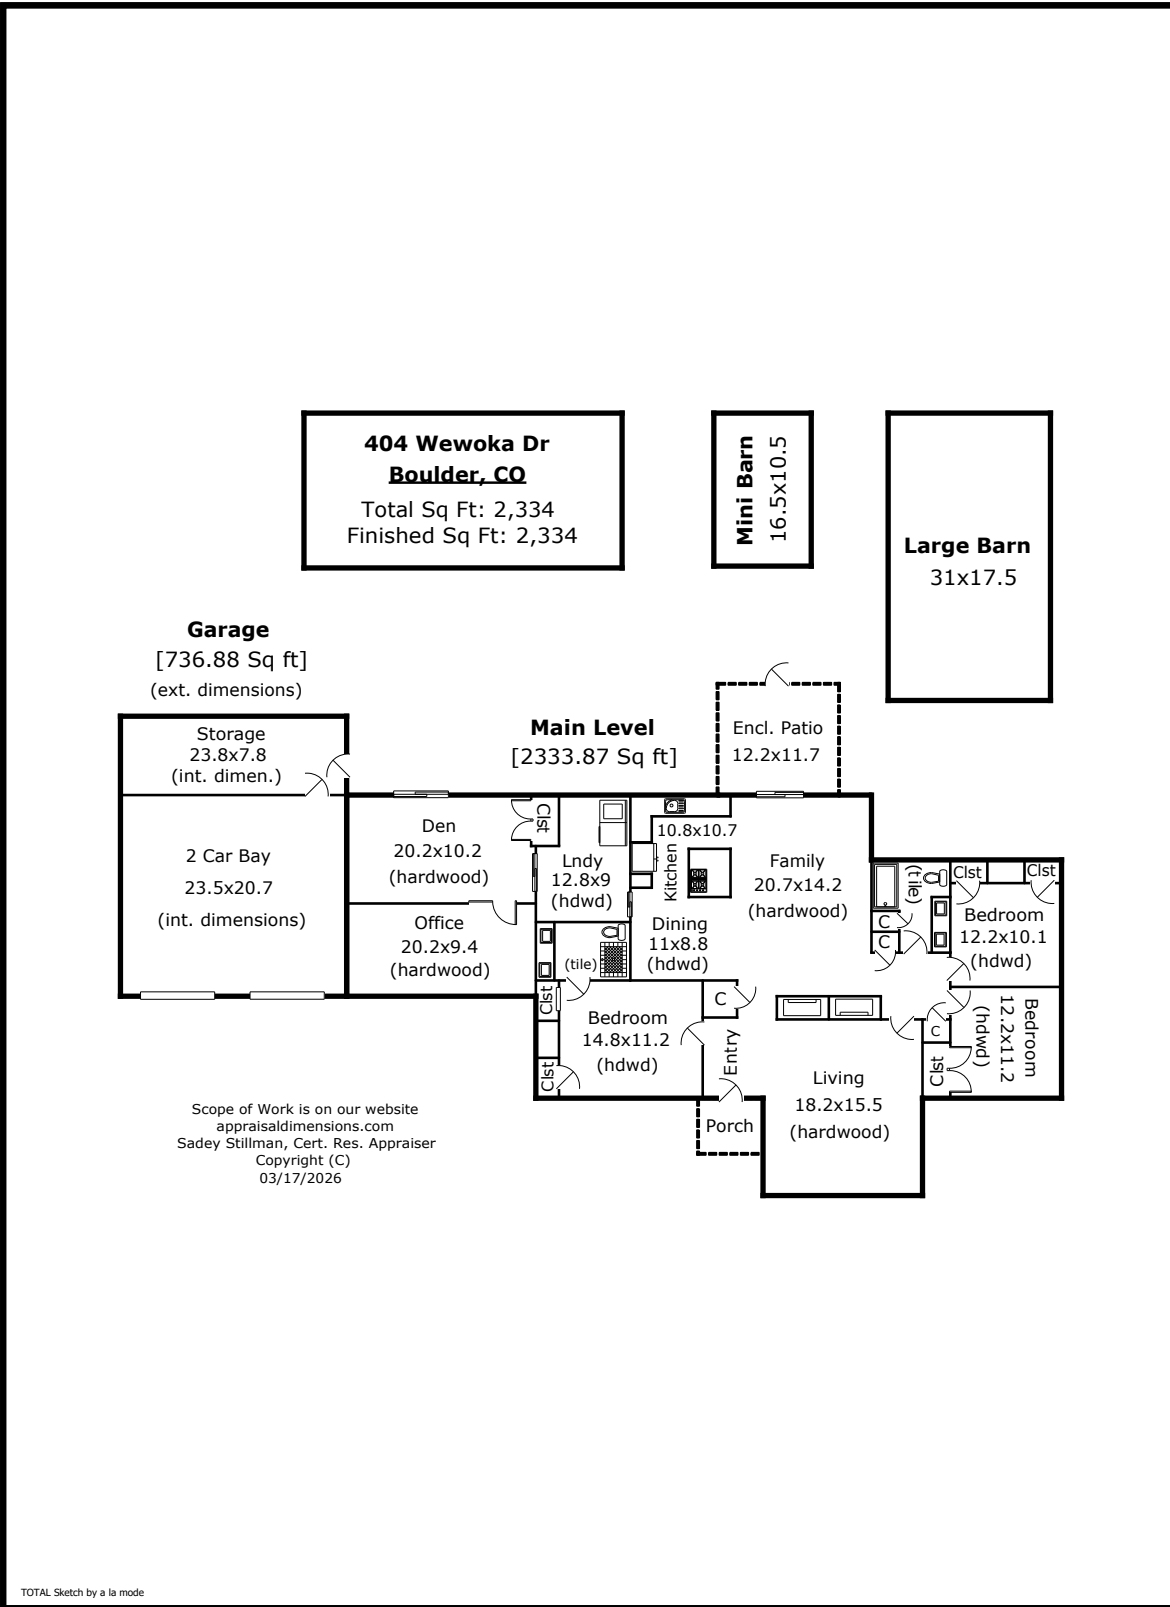 404 Wewoka Dr
Boulder, CO
Total Sq Ft: 2,334
Finished Sq Ft: 2,334
Mini Barn
16.5x10.5
Large Barn
31x17.5
Garage
[736.88 Sq ft]
(ext. dimensions)
Storage
23.8x7.8
(int. dimen.)
2 Car Bay
23.5x20.7
(int. dimensions)
Main Level
[2333.87 Sq ft]
Encl. Patio
12.2x11.7
Den
20.2x10.2
(hardwood)
Clst
Office
20.2x9.4
(hardwood)
Lndy
12.8x9
(hdwd)
10.8x10.7
Kitchen
Family
20.7x14.2
(hardwood)
Dining
11x8.8
(hdwd)
(tile)
(tile)
C
C
Clst
Clst
Bedroom
12.2x10.1
(hdwd)
Bedroom
12.2x11.2
(hdwd)
C
Clst
Clst
Clst
Bedroom
14.8x11.2
(hdwd)
C
Entry
Living
18.2x15.5
(hardwood)
Porch
Scope of Work is on our website
appraisaldimensions.com
Sadey Stillman, Cert. Res. Appraiser
Copyright (C)
03/17/2026
TOTAL Sketch by a la mode